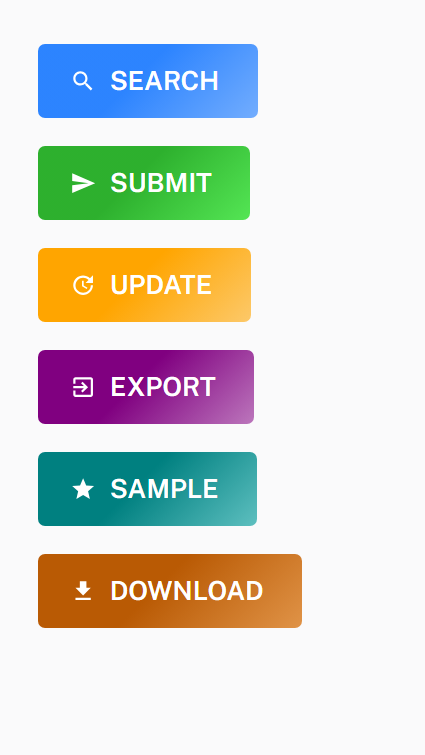 SEARCH
SUBMIT
UPDATE
EXPORT
SAMPLE
DOWNLOAD